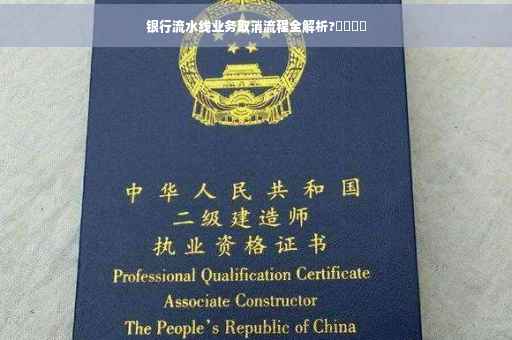 银行流水线业务取消流程全解析?
中华人民共和国
二级建造师
执业资格证书
Professional Qualification Certificate
Associate Constructor
The People's Republic of China